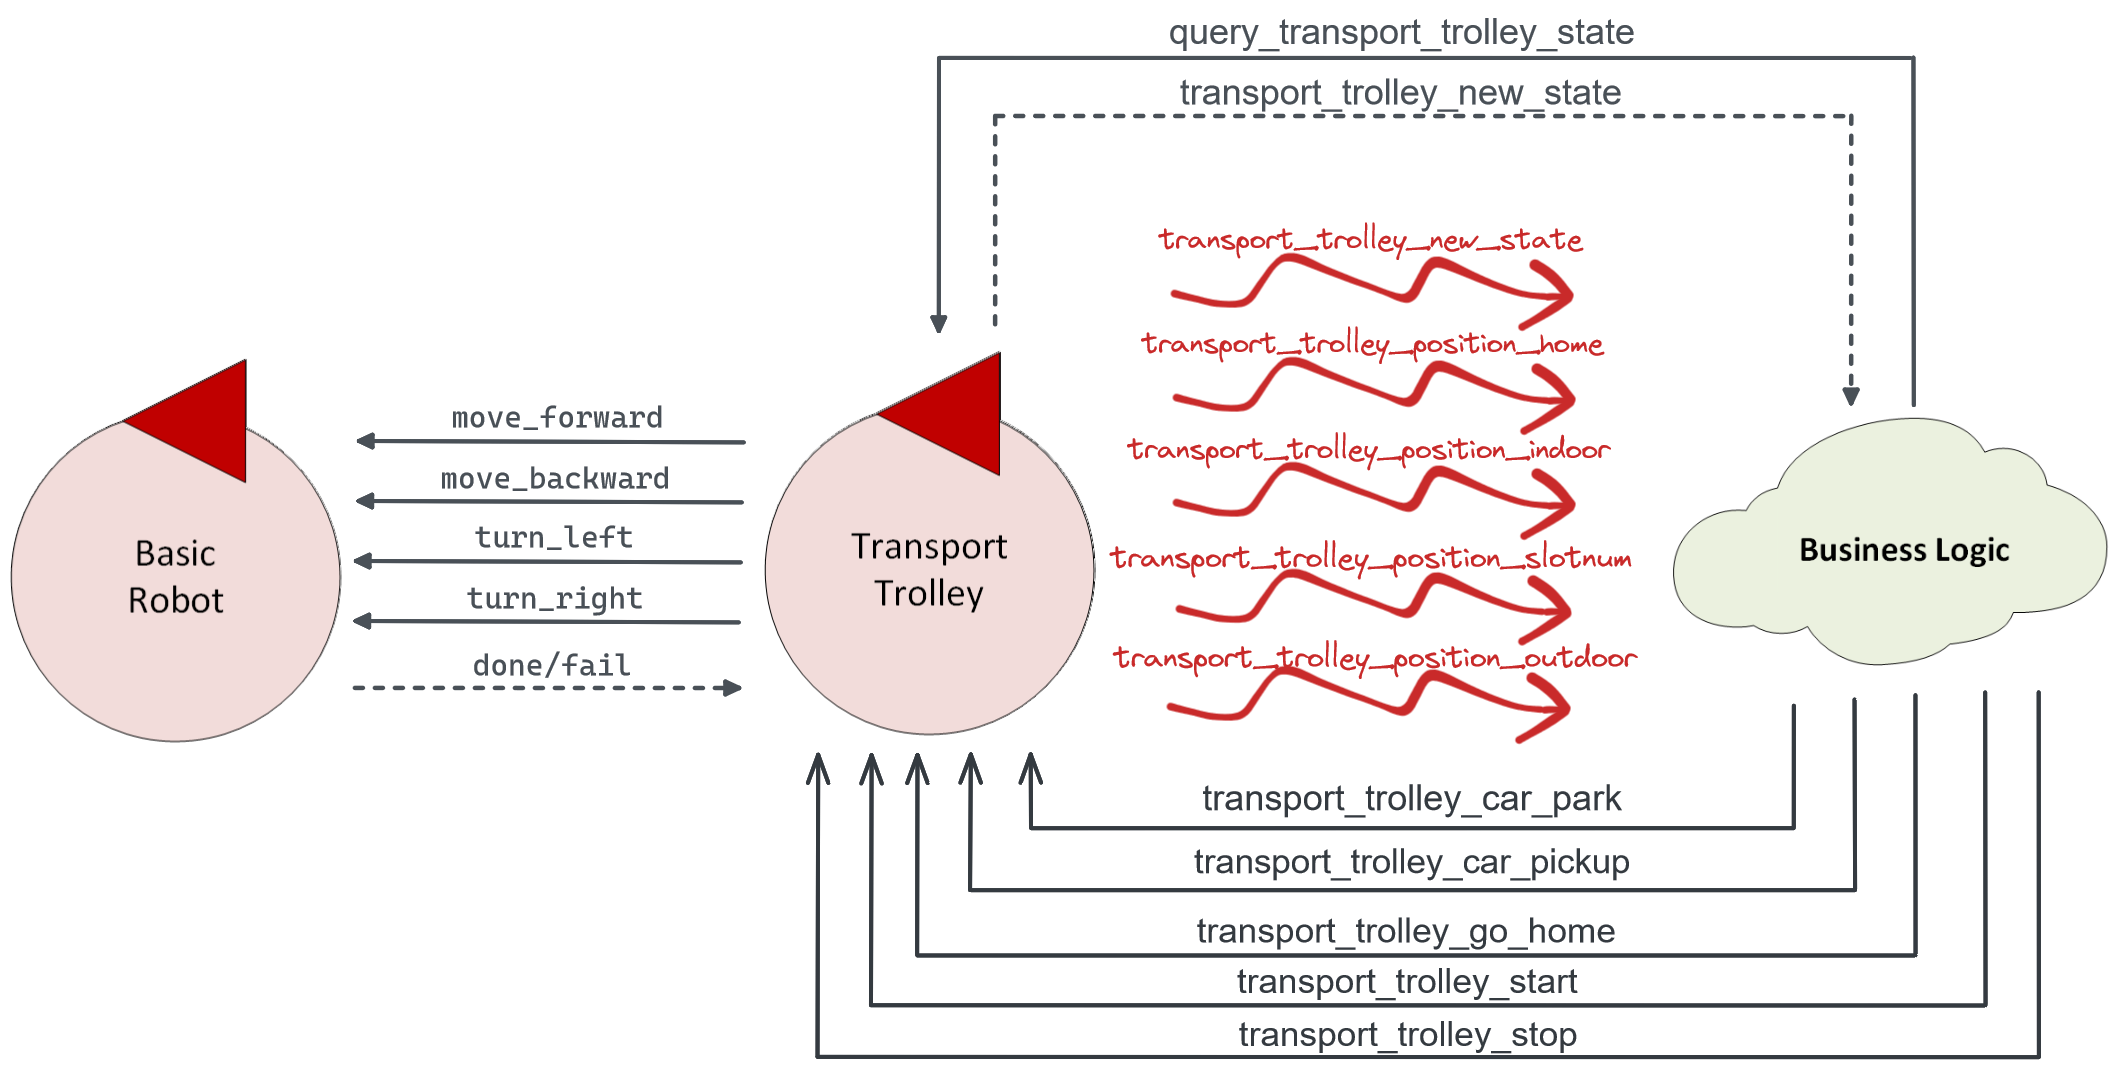 query_transport_trolley_state
transport_trolley_new_state
transport_trolley_new_state
transport_trolley_position_home
transport_trolley_position_indoor
transport_trolley_position_slotnum
transport_trolley_position_outdoor
move_forward
move_backward
turn_left
turn_right
done/fail
Basic
Robot
Transport
Trolley
Business Logic
transport_trolley_car_park
transport_trolley_car_pickup
transport_trolley_go_home
transport_trolley_start
transport_trolley_stop